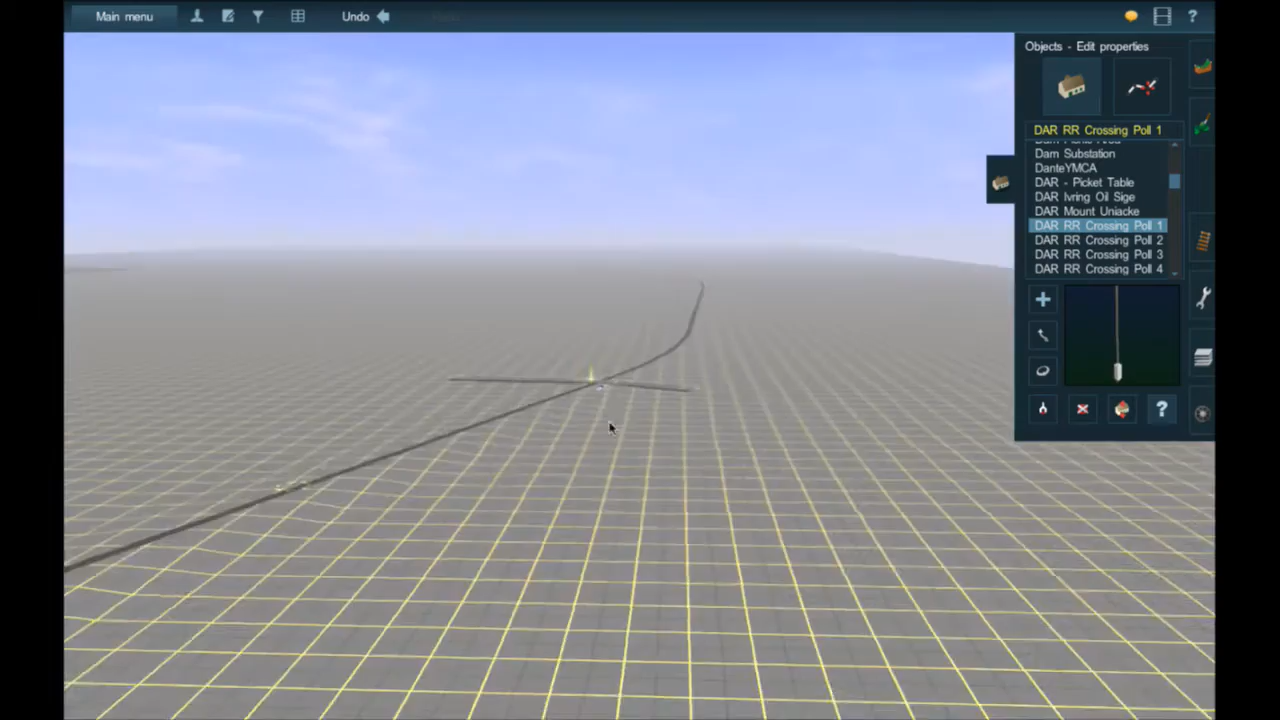 Main menu
Undo
?
Objects - Edit properties
DAR RR Crossing Poll 1
Dam Substation
DanteYMCA
DAR - Picket Table
DAR Ivring Oil Sige
DAR Mount Uniacke
DAR RR Crossing Poll 1
DAR RR Crossing Poll 2
DAR RR Crossing Poll 3
DAR RR Crossing Poll 4
?